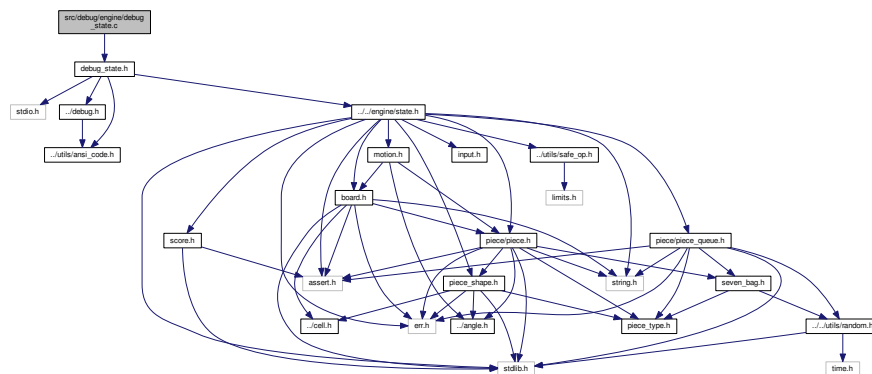 src/debug/engine/debug
_state.c
debug_state.h
stdio.h
../debug.h
../../engine/state.h
../utils/ansi_code.h
motion.h
input.h
../utils/safe_op.h
board.h
limits.h
score.h
piece/piece.h
piece/piece_queue.h
assert.h
piece_shape.h
string.h
seven_bag.h
../cell.h
err.h
../angle.h
piece_type.h
../../utils/random.h
stdlib.h
time.h